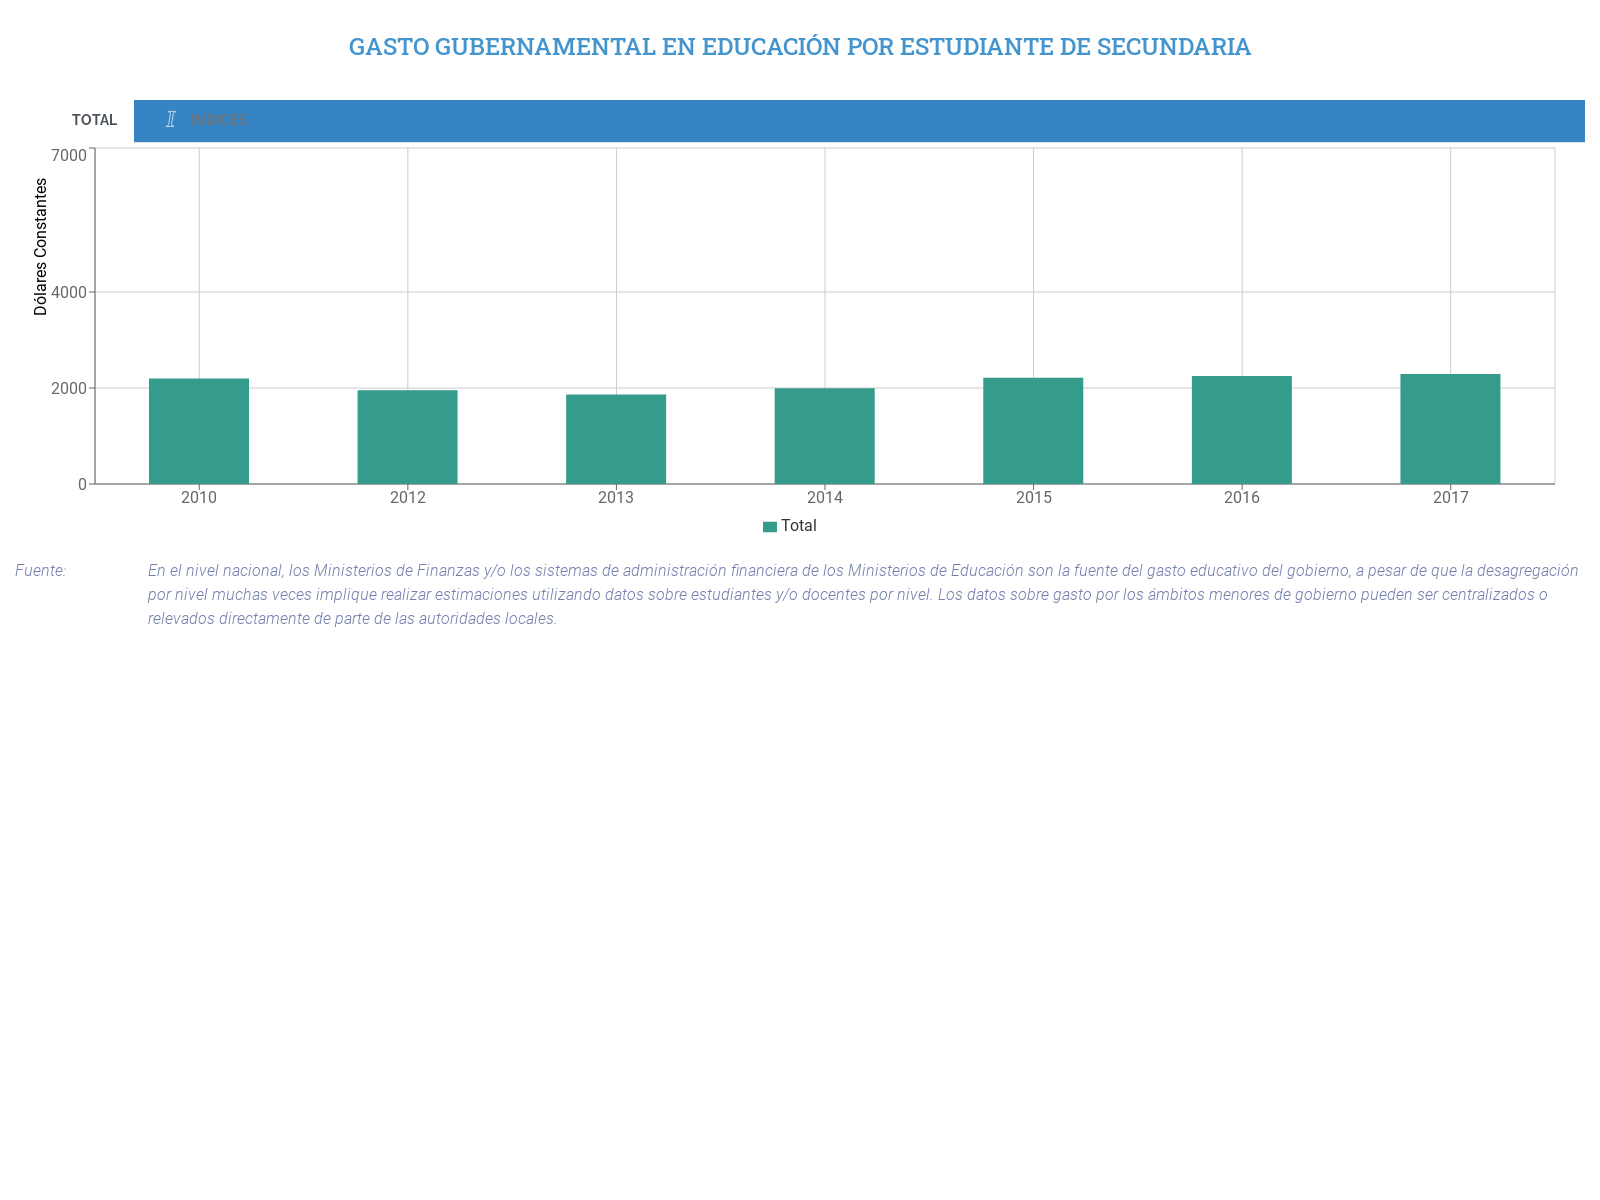 GASTO GUBERNAMENTAL EN EDUCACIÓN POR ESTUDIANTE DE SECUNDARIA
TOTAL
INDICES
7000
Dólares Constantes
4000
2000
0
2010 2012 2013 2014 2015 2016 2017
Total
Fuente: En el nivel nacional, los Ministerios de Finanzas y/o los sistemas de administración financiera de los Ministerios de Educación son la fuente del gasto educativo del gobierno, a pesar de que la desagregación
por nivel muchas veces implique realizar estimaciones utilizando datos sobre estudiantes y/o docentes por nivel. Los datos sobre gasto por los ámbitos menores de gobierno pueden ser centralizados o
relevados directamente de parte de las autoridades locales.